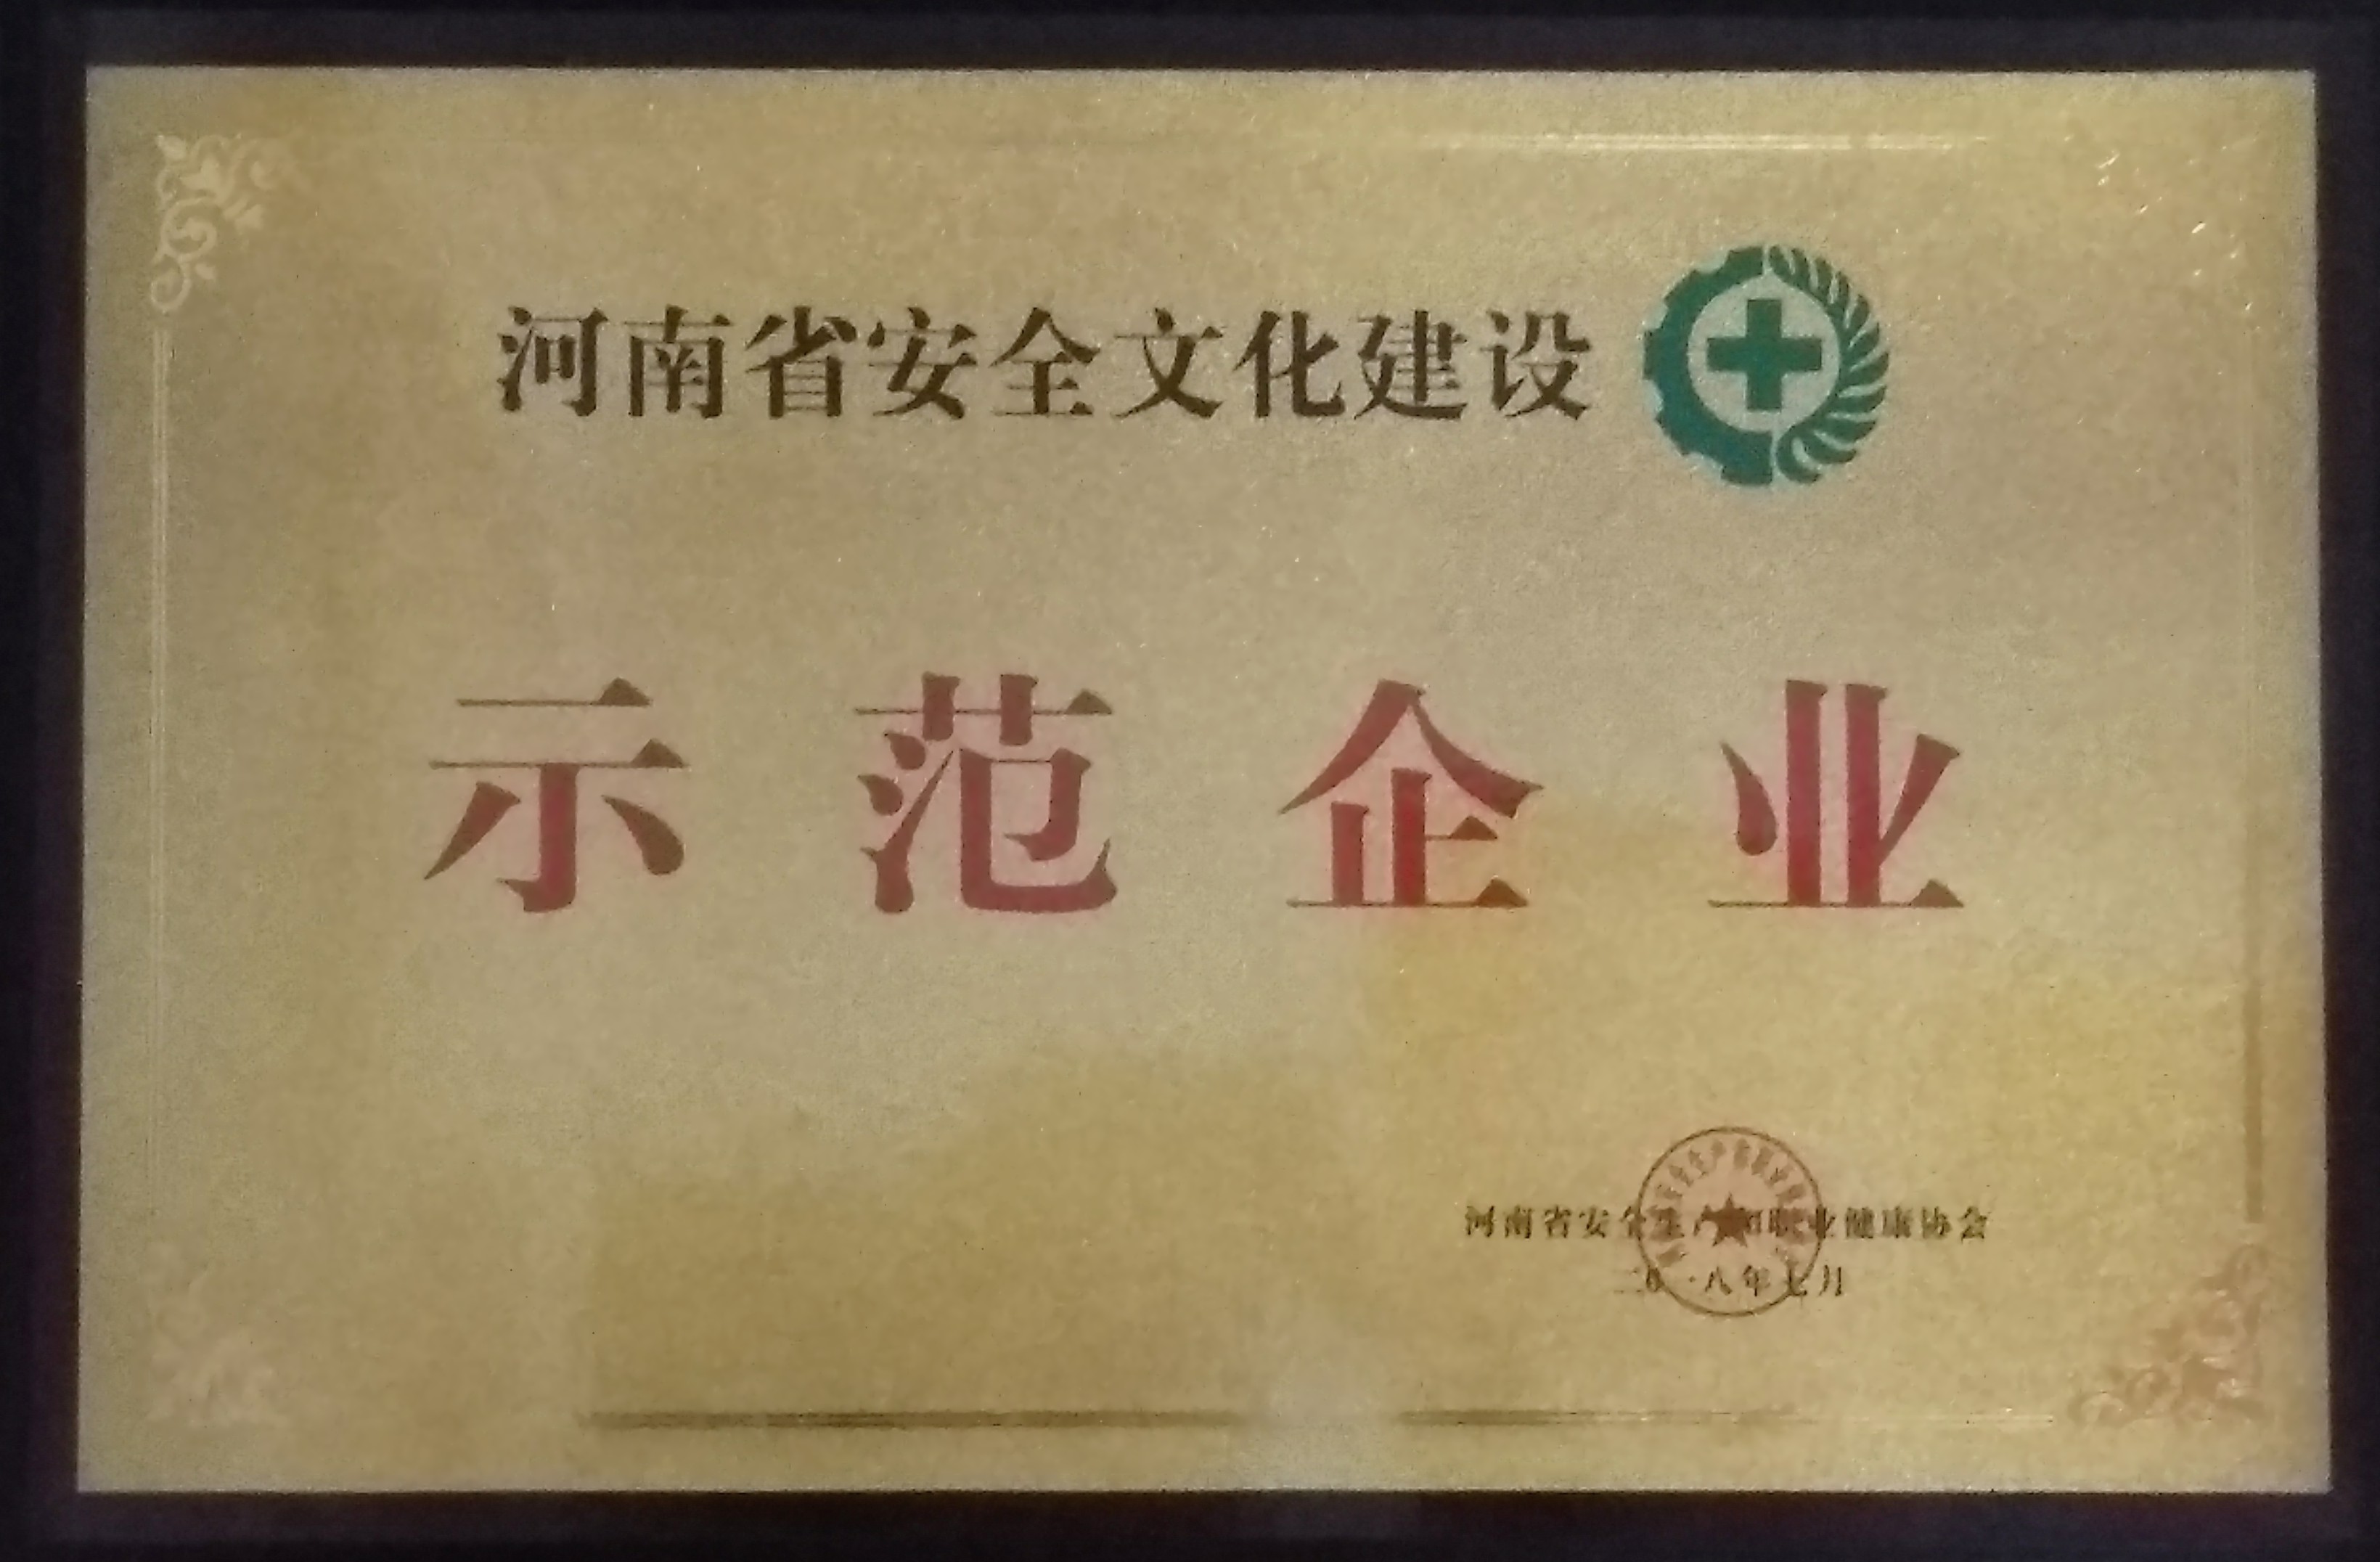 河南省安全文化建设
示范企业
河南省安全生产和职业健康协会
二〇一八年七月